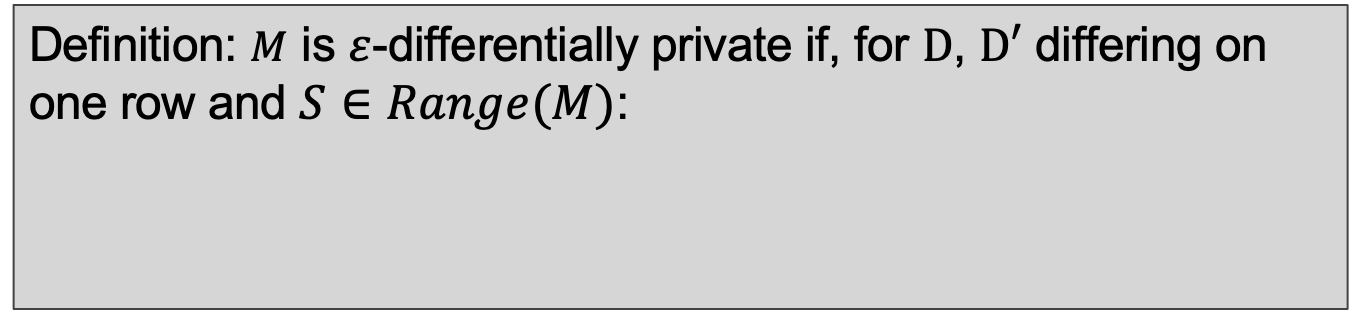 Definition: 𝑀 is 𝜀-differentially private if, for D, D′ differing on
one row and 𝑆 ∈ 𝑅𝑎𝑛𝑔𝑒(𝑀):